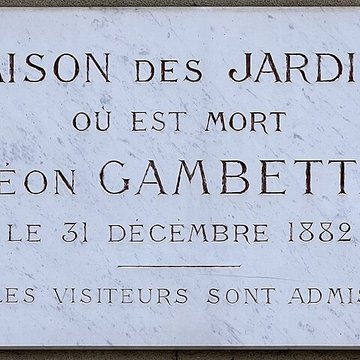 AISON DES JARDI
OÙ EST MORT
ÉON GAMBETT
LE 31 DÉCEMBRE 1882
LES VISITEURS SONT ADMIS